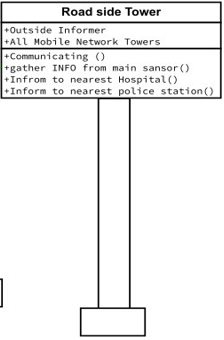 Road side Tower
+Outside Informer
+All Mobile Network Towers
+Communicating ()
+gather INFO from main sansor()
+Infrom to nearest Hospital()
+Inform to nearest police station()